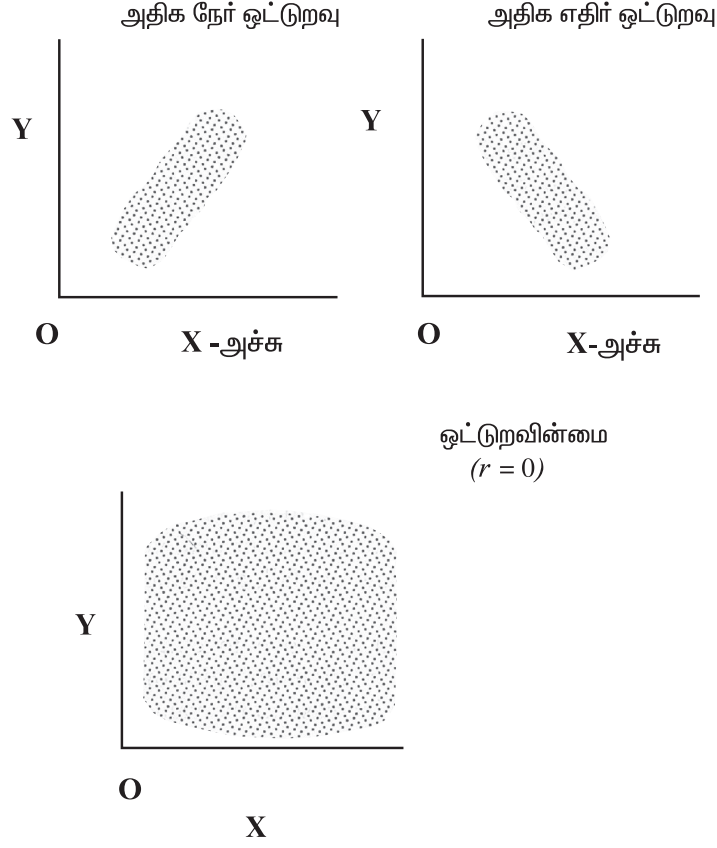 அதிக நேர் ஒட்டுறவு
Y
O
X -அச்சு
அதிக எதிர் ஒட்டுறவு
Y
O
X-அச்சு
ஒட்டுறவின்மை
(r = 0)
Y
O
X